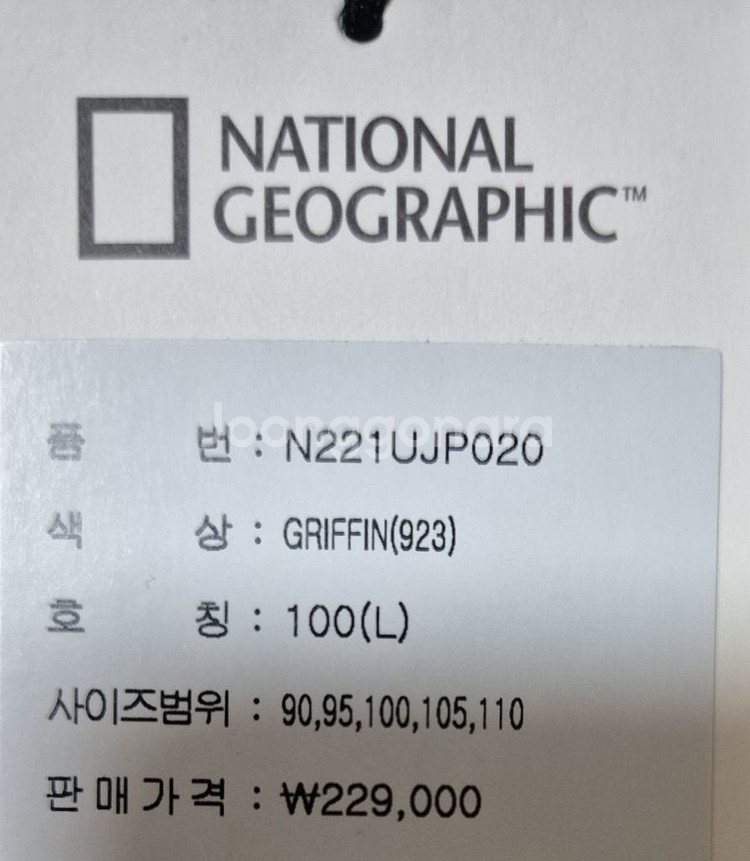 NATIONAL
GEOGRAPHIC™
joonggonara
품 번 : N221UJP020
색 상 : GRIFFIN(923)
호 칭 : 100(L)
사이즈범위 : 90,95,100,105,110
판매가격 : ₩229,000